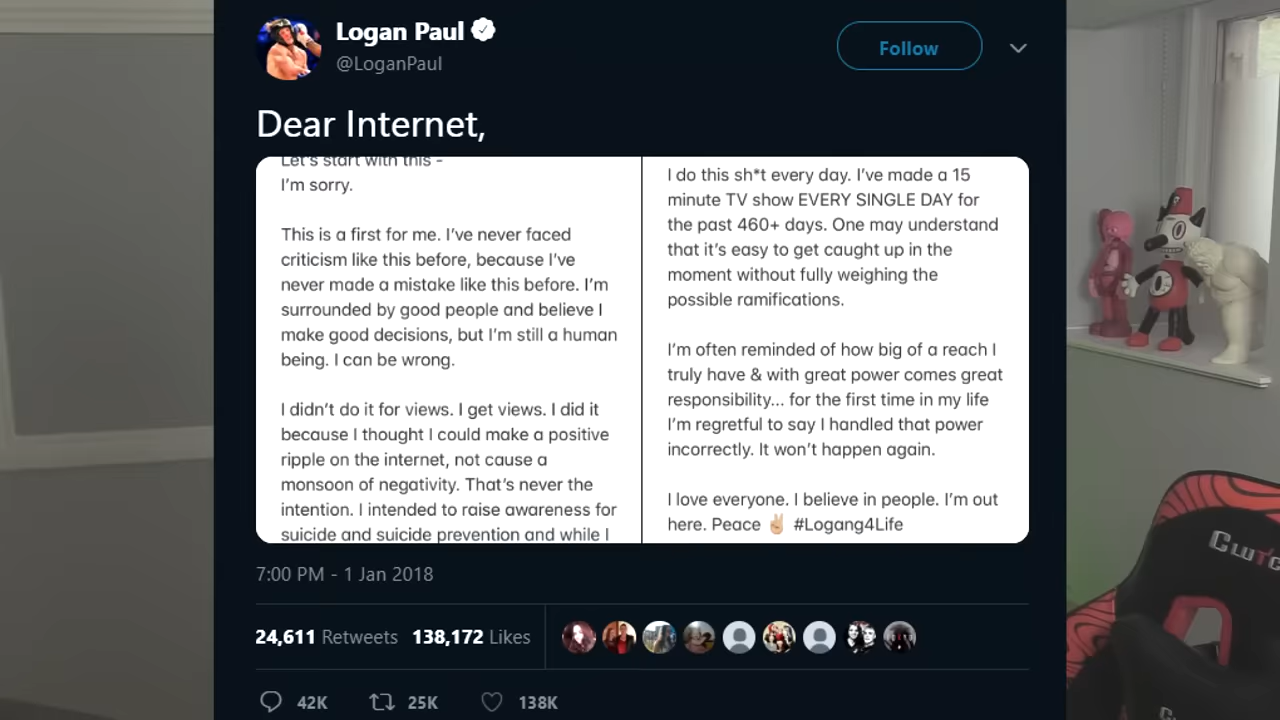 Logan Paul
@LoganPaul
Follow
Dear Internet,
Let's start with this -
I'm sorry.
This is a first for me. I've never faced
criticism like this before, because I've
never made a mistake like this before. I'm
surrounded by good people and believe I
make good decisions, but I'm still a human
being. I can be wrong.
I didn't do it for views. I get views. I did it
because I thought I could make a positive
ripple on the internet, not cause a
monsoon of negativity. That's never the
intention. I intended to raise awareness for
suicide and suicide prevention and while I
I do this sh*t every day. I've made a 15
minute TV show EVERY SINGLE DAY for
the past 460+ days. One may understand
that it's easy to get caught up in the
moment without fully weighing the
possible ramifications.
I'm often reminded of how big of a reach I
truly have & with great power comes great
responsibility... for the first time in my life
I'm regretful to say I handled that power
incorrectly. It won't happen again.
I love everyone. I believe in people. I'm out
here. Peace ✌🏼 #Logang4Life
7:00 PM - 1 Jan 2018
24,611 Retweets 138,172 Likes
42K 25K 138K